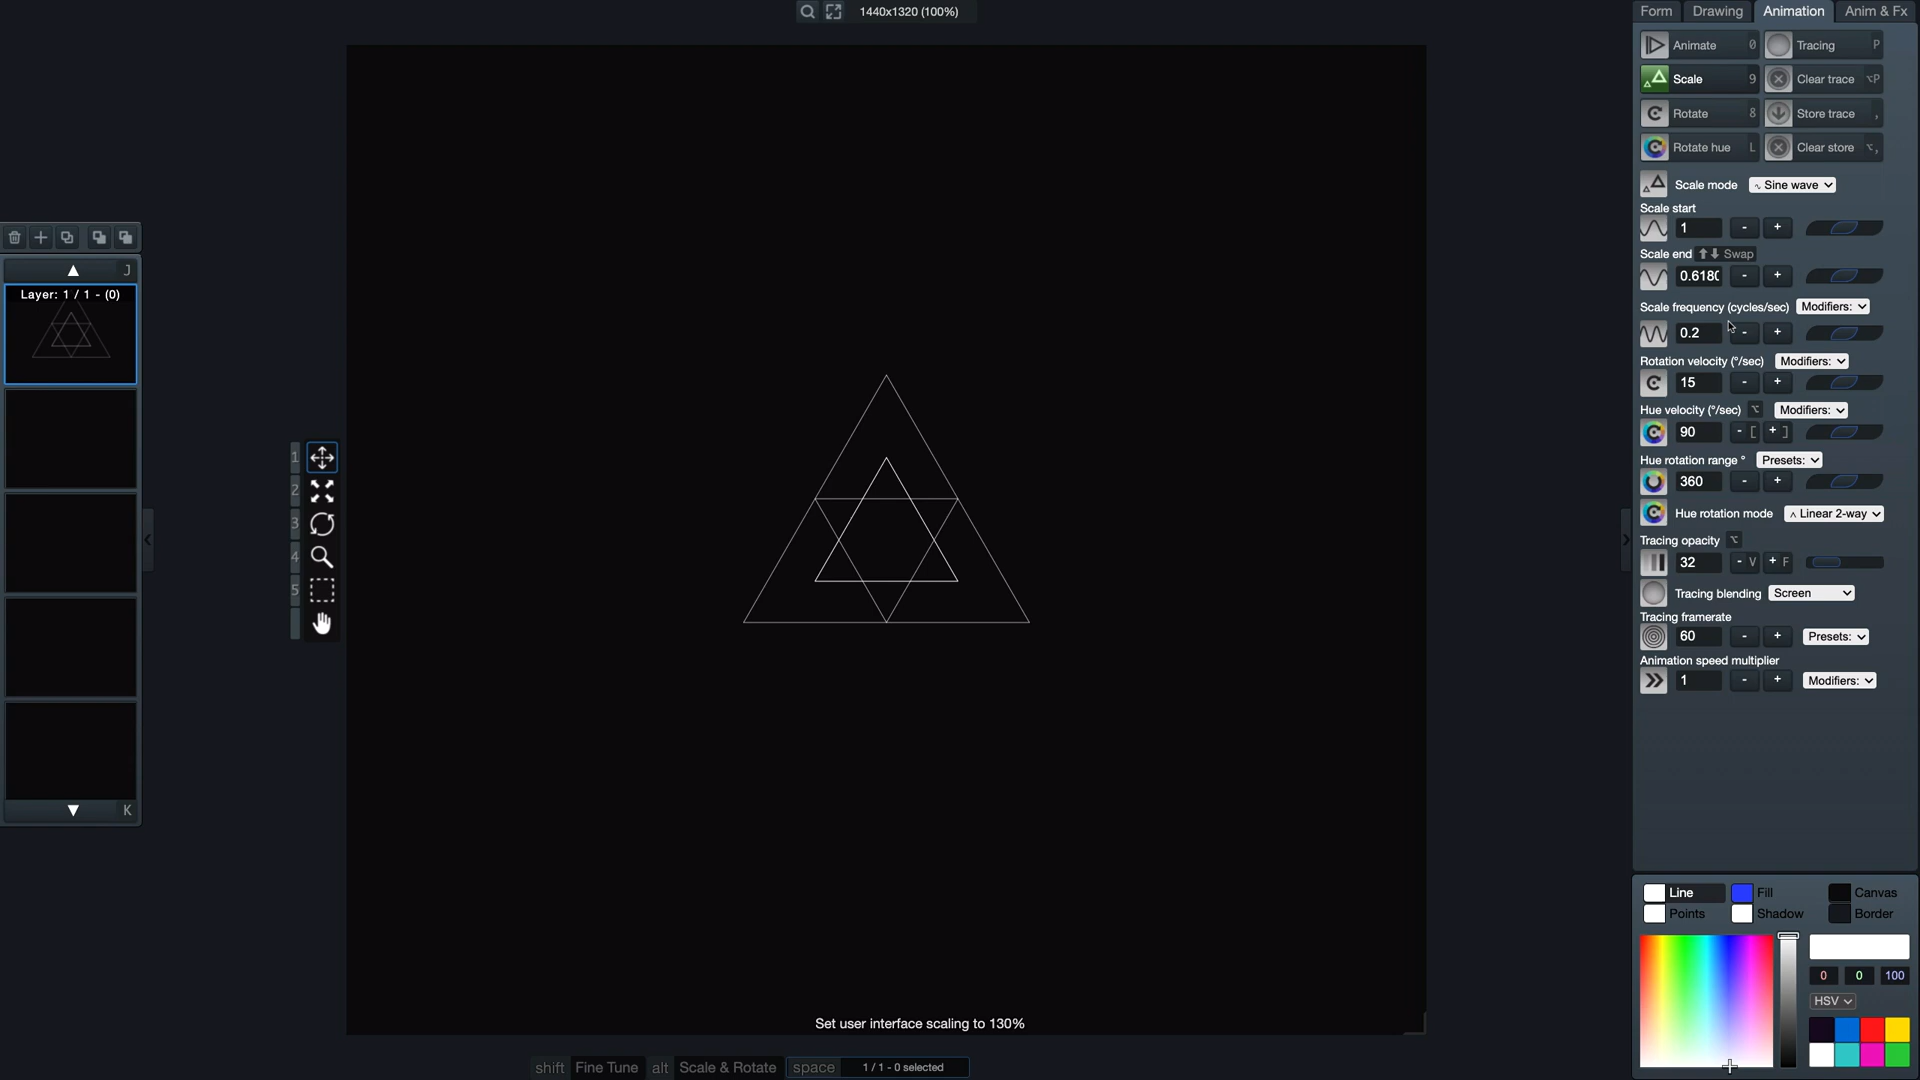 1440x1320 (100%)
Form Drawing Animation Anim & Fx
Animate 0 Tracing P
Scale 9 Clear trace ⌥P
Rotate 8 Store trace ,
Rotate hue L Clear store ⌥,
Scale mode ∿ Sine wave
Scale start
1 - +
Scale end Swap
0.6180 - +
Scale frequency (cycles/sec) Modifiers:
0.2 - +
Rotation velocity (°/sec) Modifiers:
15 - +
Hue velocity (°/sec) ⌥ Modifiers:
90 - [ + ]
Hue rotation range ° Presets:
360 - +
Hue rotation mode ^ Linear 2-way
Tracing opacity ⌥
32 - V + F
Tracing blending Screen
Tracing framerate
60 - + Presets:
Animation speed multiplier
1 - + Modifiers:
J
Layer: 1 / 1 - (0)
K
1
2
3
4
5
Line Fill Canvas
Points Shadow Border
0 0 100
HSV
Set user interface scaling to 130%
shift Fine Tune alt Scale & Rotate space 1 / 1 - 0 selected